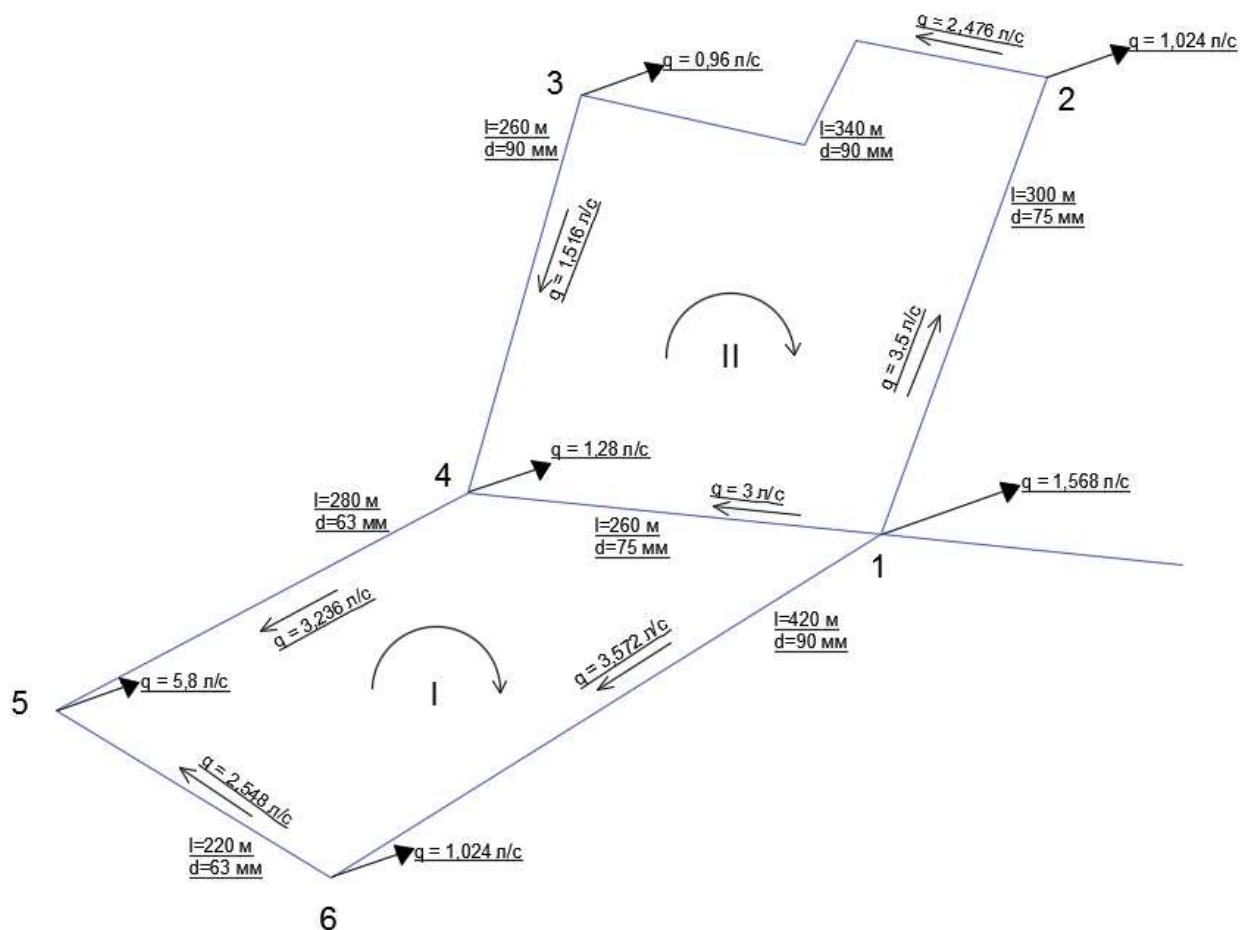 q = 2,476 л/с
q = 1,024 л/с
q = 0,96 л/с
3
2
l=260 м
d=90 мм
l=340 м
d=90 мм
l=300 м
d=75 мм
q = 1,516 л/с
II
q = 3,5 л/с
4
q = 1,28 л/с
q = 3 л/с
q = 1,568 л/с
l=280 м
d=63 мм
l=260 м
d=75 мм
1
q = 3,236 л/с
l=420 м
d=90 мм
q = 3,572 л/с
5
q = 5,8 л/с
I
q = 2,548 л/с
l=220 м
d=63 мм
q = 1,024 л/с
6